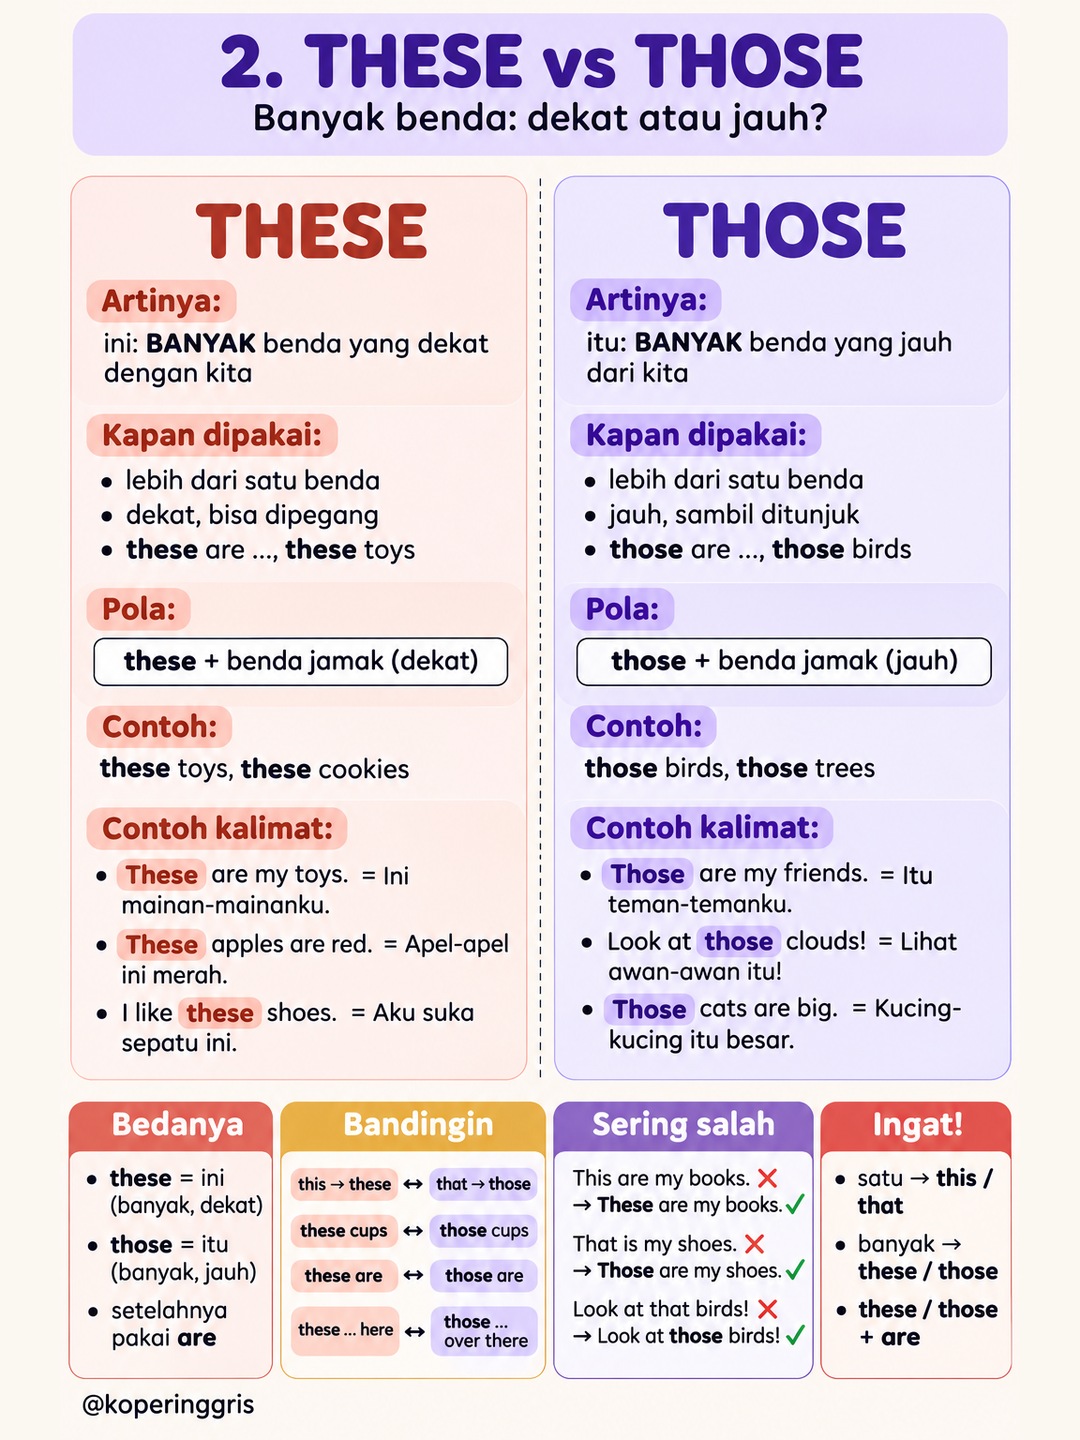 2. THESE vs THOSE
Banyak benda: dekat atau jauh?
THESE
Artinya:
ini: BANYAK benda yang dekat
dengan kita
Kapan dipakai:
• lebih dari satu benda
• dekat, bisa dipegang
• these are ..., these toys
Pola:
these + benda jamak (dekat)
Contoh:
these toys, these cookies
Contoh kalimat:
• These are my toys. = Ini
mainan-mainanku.
• These apples are red. = Apel-apel
ini merah.
• I like these shoes. = Aku suka
sepatu ini.
THOSE
Artinya:
itu: BANYAK benda yang jauh
dari kita
Kapan dipakai:
• lebih dari satu benda
• jauh, sambil ditunjuk
• those are ..., those birds
Pola:
those + benda jamak (jauh)
Contoh:
those birds, those trees
Contoh kalimat:
• Those are my friends. = Itu
teman-temanku.
• Look at those clouds! = Lihat
awan-awan itu!
• Those cats are big. = Kucing-
kucing itu besar.
Bedanya
• these = ini
(banyak, dekat)
• those = itu
(banyak, jauh)
• setelahnya
pakai are
Bandingin
this → these ↔ that → those
these cups ↔ those cups
these are ↔ those are
these ... here ↔ those ...
over there
Sering salah
This are my books. ❌
→ These are my books. ✓
That is my shoes. ❌
→ Those are my shoes. ✓
Look at that birds! ❌
→ Look at those birds! ✓
Ingat!
• satu → this /
that
• banyak →
these / those
• these / those
+ are
@koperinggris